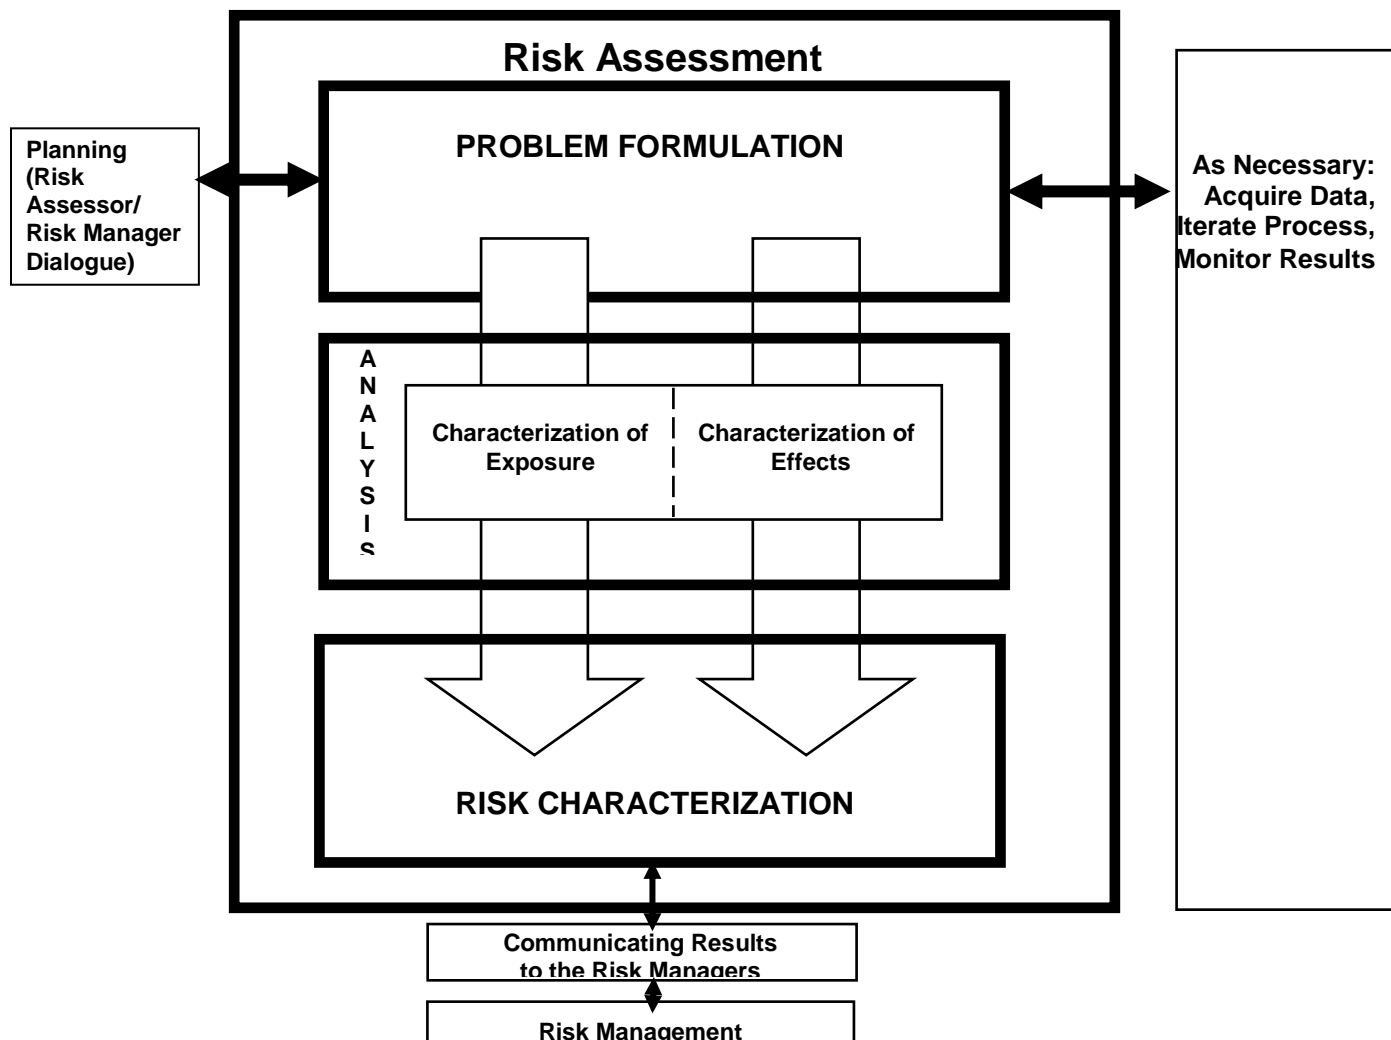 Risk Assessment
PROBLEM FORMULATION
Planning
(Risk
Assessor/
Risk Manager
Dialogue)
As Necessary:
Acquire Data,
Iterate Process,
Monitor Results
A
N
A
L
Y
S
I
S
Characterization of
Exposure
Characterization of
Effects
RISK CHARACTERIZATION
Communicating Results
to the Risk Managers
Risk Management